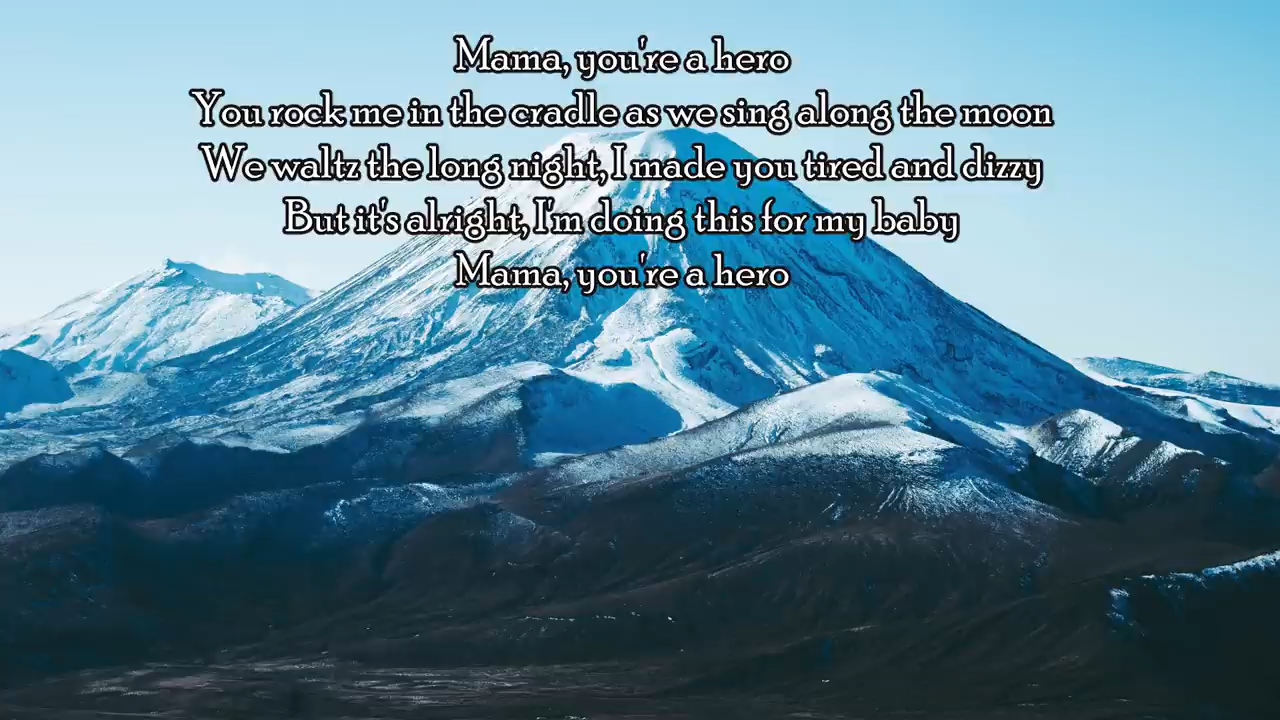 Mama, you're a hero
You rock me in the cradle as we sing along the moon
We waltz the long night, I made you tired and dizzy
But it's alright, I'm doing this for my baby
Mama, you're a hero